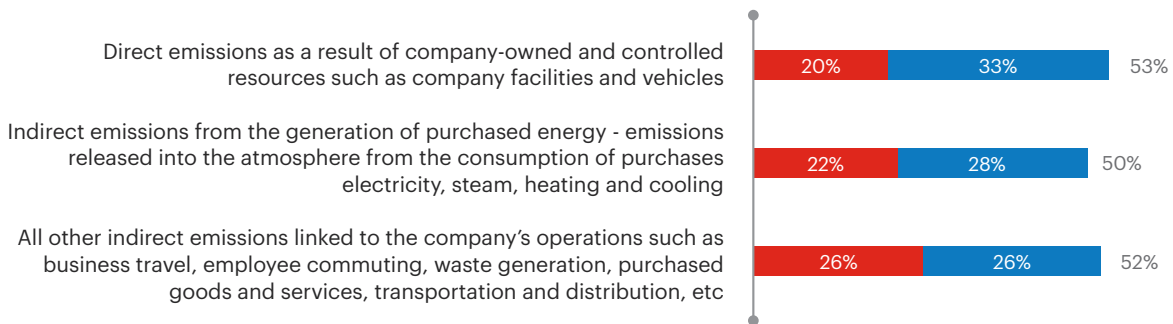 Direct emissions as a result of company-owned and controlled
resources such as company facilities and vehicles
20% 33% 53%
Indirect emissions from the generation of purchased energy - emissions
released into the atmosphere from the consumption of purchases
electricity, steam, heating and cooling
22% 28% 50%
All other indirect emissions linked to the company’s operations such as
business travel, employee commuting, waste generation, purchased
goods and services, transportation and distribution, etc
26% 26% 52%